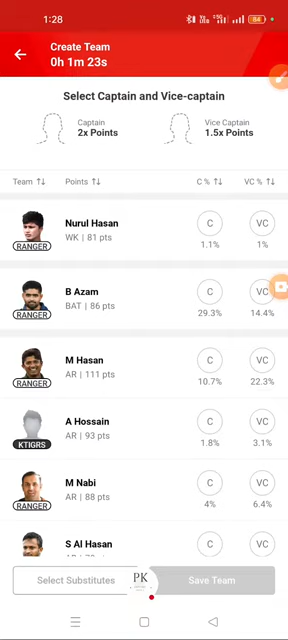 1:28
84
Create Team
0h 1m 23s
Select Captain and Vice-captain
Captain
2x Points
Vice Captain
1.5x Points
Team ↑↓ Points ↑↓ C % ↑↓ VC % ↑↓
Nurul Hasan
WK | 81 pts
RANGER
C VC
1.1% 1%
B Azam
BAT | 86 pts
RANGER
C VC
29.3% 14.4%
M Hasan
AR | 111 pts
RANGER
C VC
10.7% 22.3%
A Hossain
AR | 93 pts
KTIGRS
C VC
1.8% 3.1%
M Nabi
AR | 88 pts
RANGER
C VC
4% 6.4%
S Al Hasan
C VC
Select Substitutes
PK
Save Team